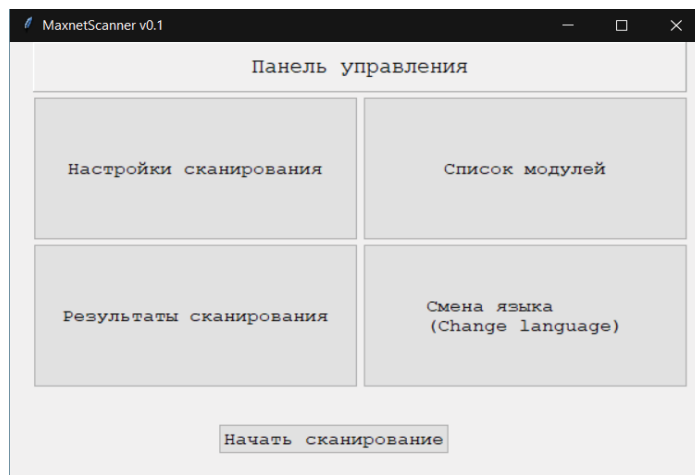 MaxnetScanner v0.1
Панель управления
Настройки сканирования
Список модулей
Результаты сканирования
Смена языка
(Change language)
Начать сканирование